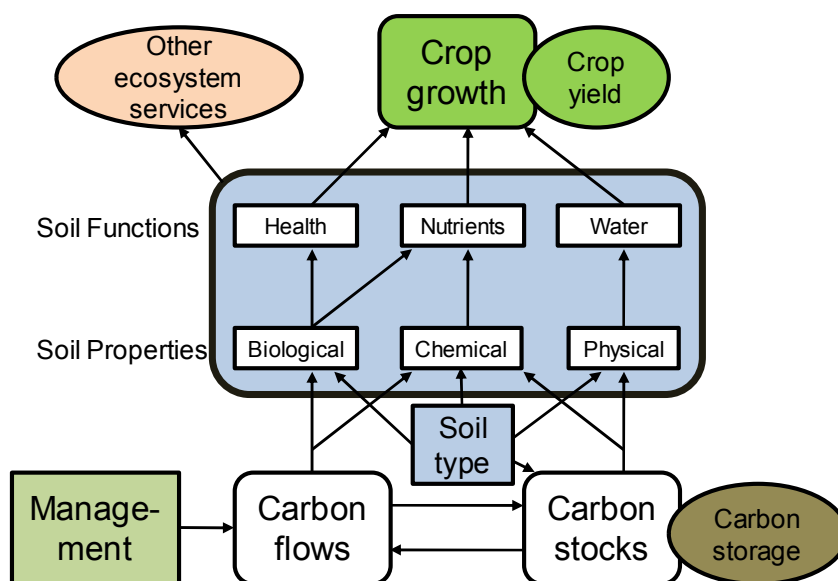 Other
ecosystem
services
Crop
growth
Crop
yield
Soil Functions
Health
Nutrients
Water
Soil Properties
Biological
Chemical
Physical
Soil
type
Manage-
ment
Carbon
flows
Carbon
stocks
Carbon
storage